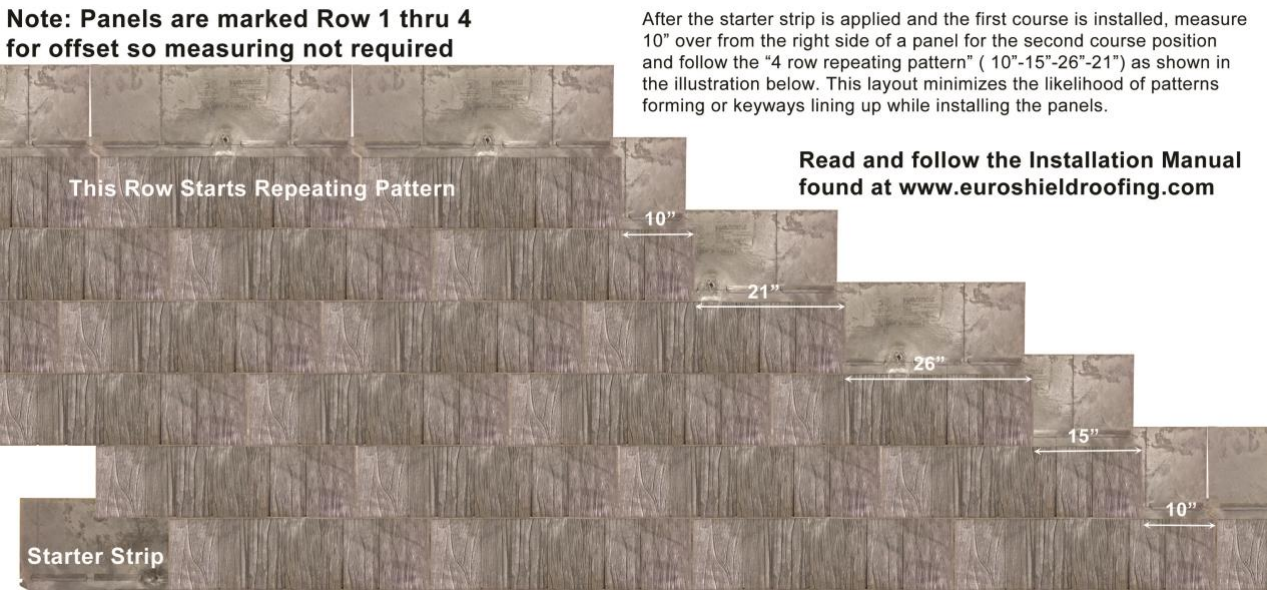 Note: Panels are marked Row 1 thru 4
for offset so measuring not required
After the starter strip is applied and the first course is installed, measure
10” over from the right side of a panel for the second course position
and follow the “4 row repeating pattern” ( 10”-15”-26”-21”) as shown in
the illustration below. This layout minimizes the likelihood of patterns
forming or keyways lining up while installing the panels.
Read and follow the Installation Manual
found at www.euroshieldroofing.com
This Row Starts Repeating Pattern
10”
21”
26”
15”
10”
Starter Strip